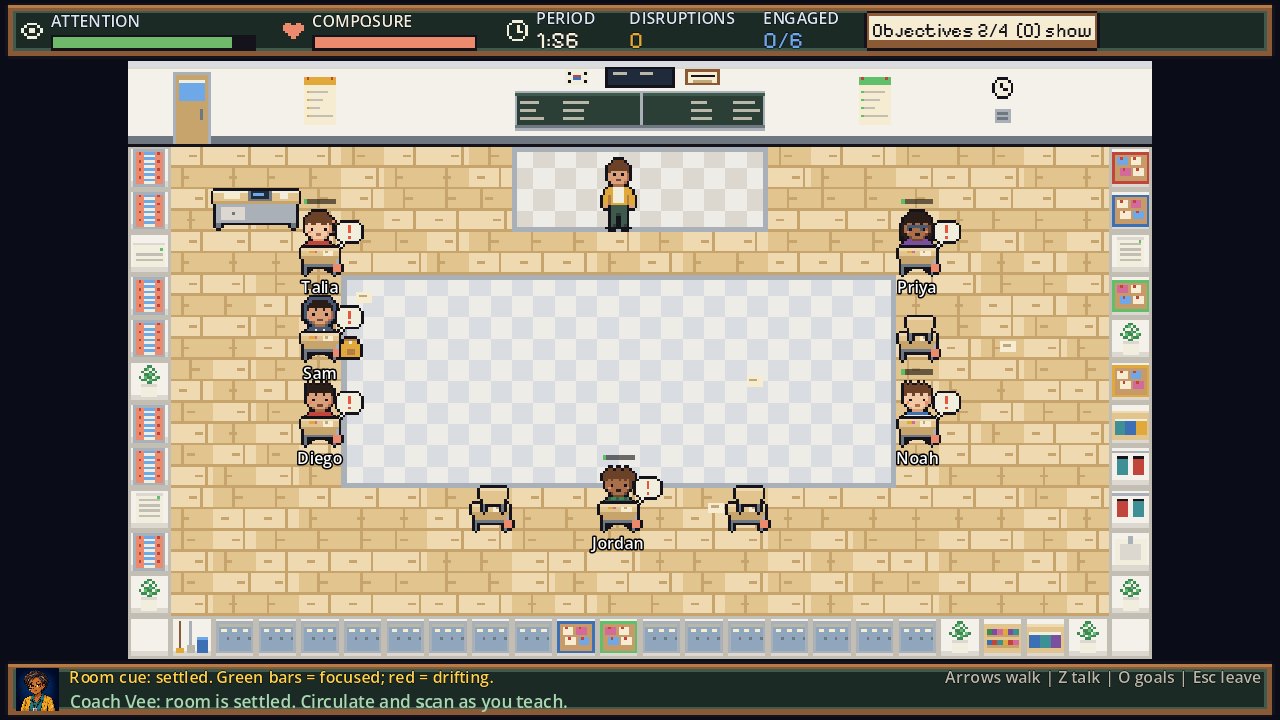 ATTENTION
COMPOSURE
PERIOD
1:56
DISRUPTIONS
0
ENGAGED
0/6
Objectives 2/4 (O) show
Talia
Priya
Sam
Diego
Noah
Jordan
Room cue: settled. Green bars = focused; red = drifting.
Arrows walk | Z talk | O goals | Esc leave
Coach Vee: room is settled. Circulate and scan as you teach.